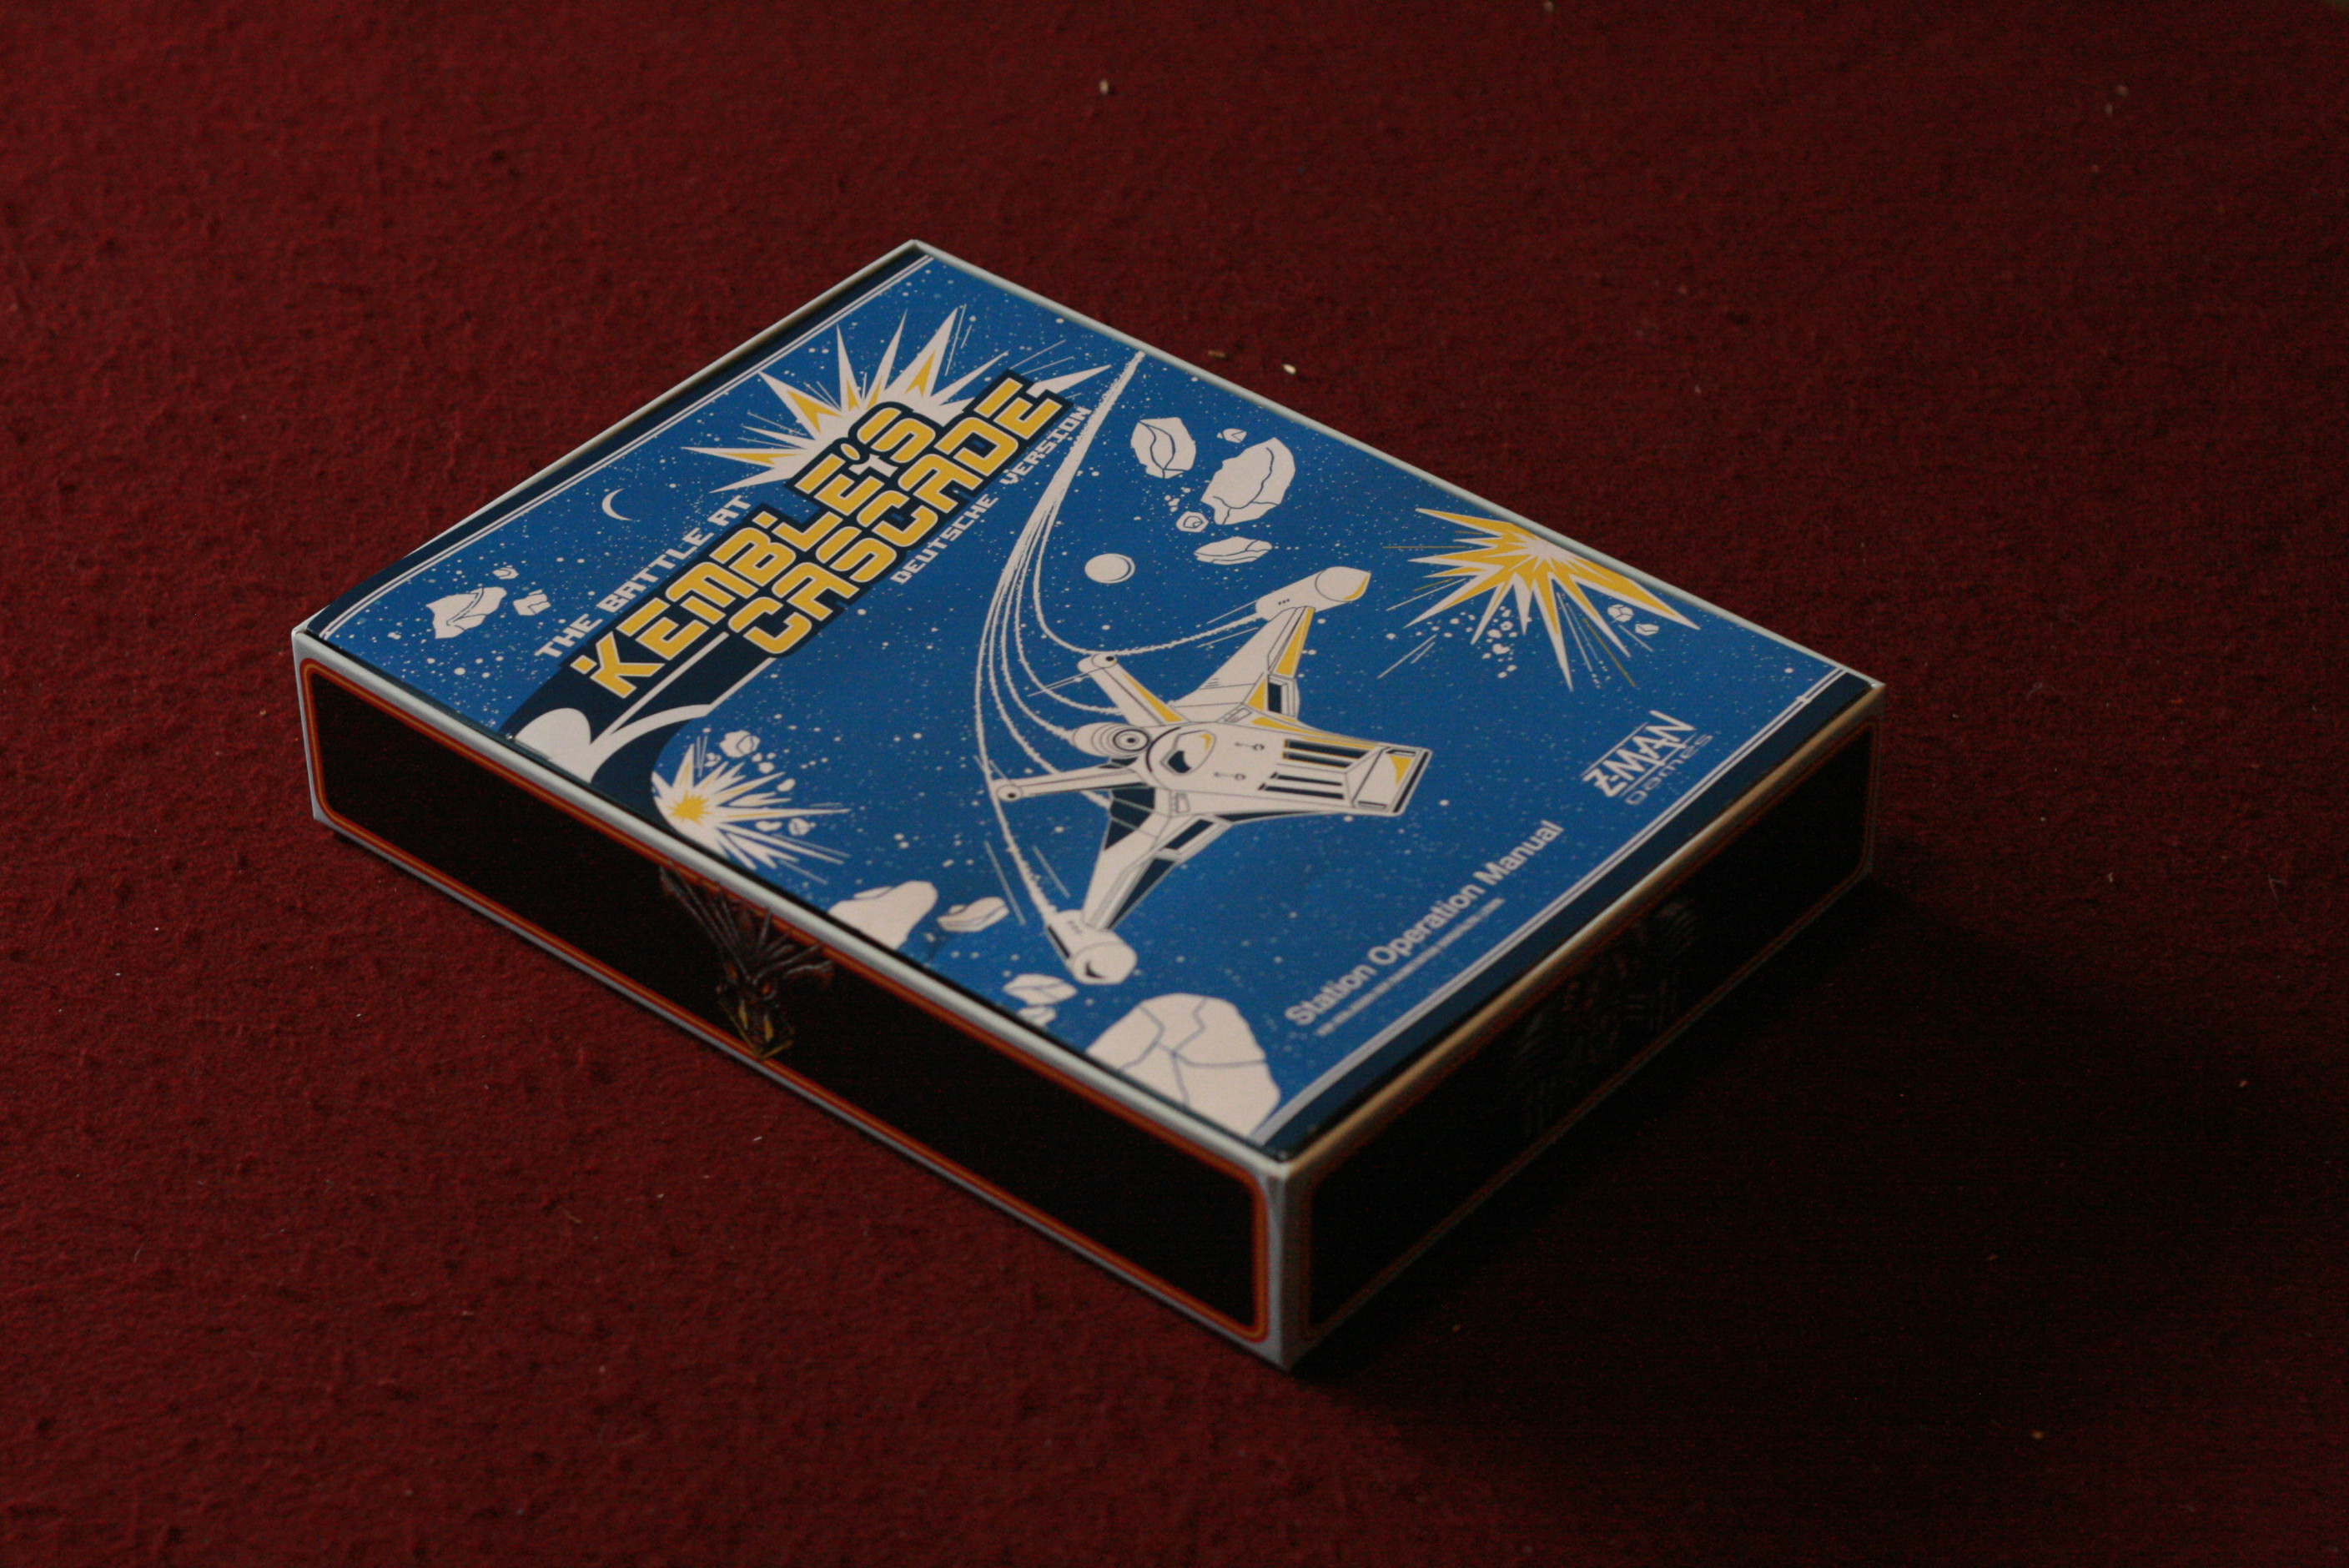 THE BATTLE AT
KEMBLE'S
CASCADE
DEUTSCHE VERSION
Z-MAN
games
Station Operation Manual